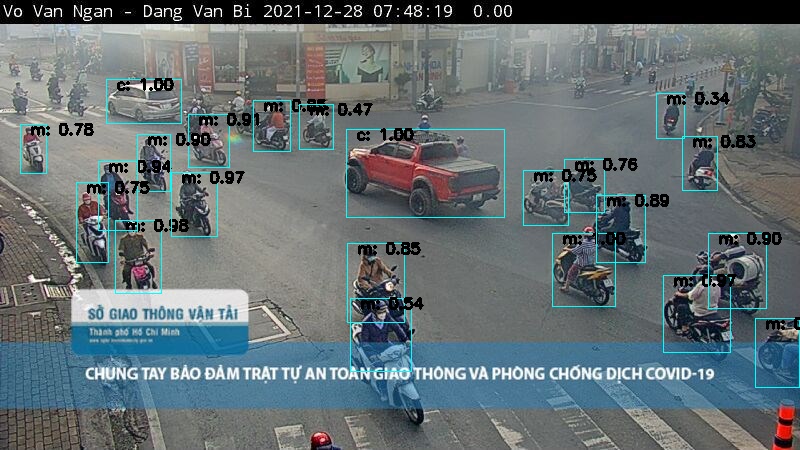 Vo Van Ngan - Dang Van Bi 2021-12-28 07:48:19 0.00
c: 1.00
m: 0.47
m: 0.34
m: 0.78
m: 0.91
c: 1.00
m: 0.90
m: 0.83
m: 0.94
m: 0.76
m: 0.75
m: 0.97
m: 0.75
m: 0.89
m: 0.98
m: 1.00
m: 0.90
m: 0.85
m: 0.97
SỞ GIAO THÔNG VẬN TẢI
Thành phố Hồ Chí Minh
CHUNG TAY BẢO ĐẢM TRẬT TỰ AN TOÀN GIAO THÔNG VÀ PHÒNG CHỐNG DỊCH COVID-19